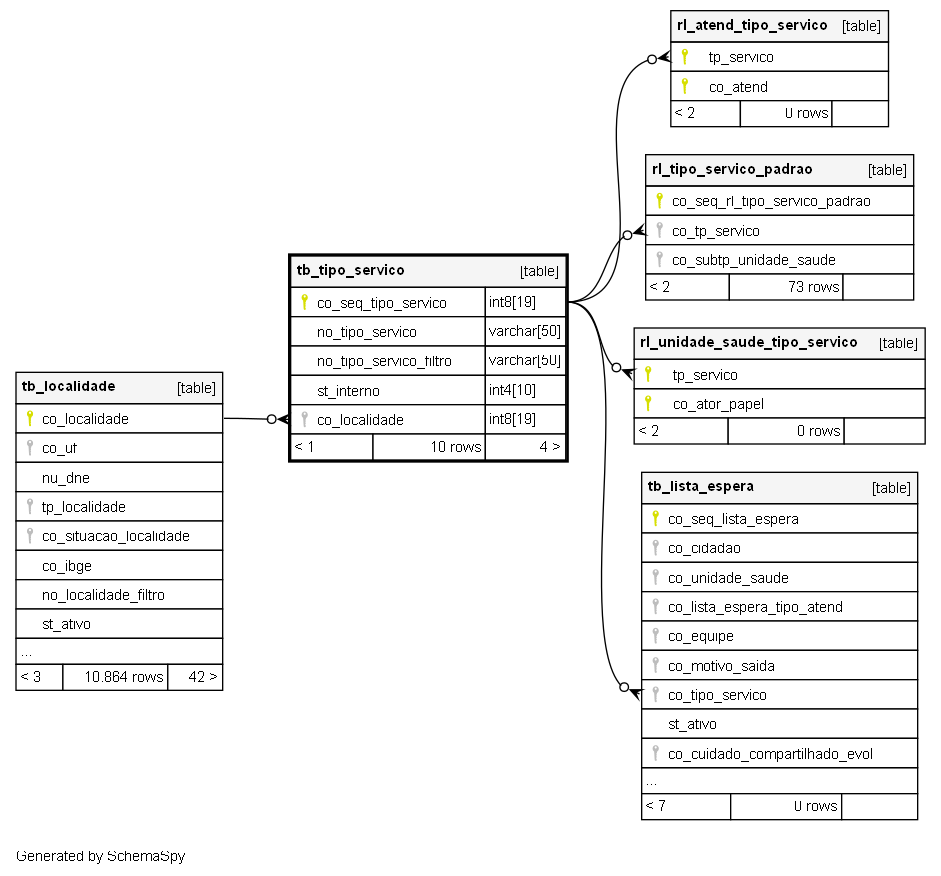 rl_atend_tipo_servico [table]
tp_servico
co_atend
< 2 0 rows
rl_tipo_servico_padrao [table]
co_seq_rl_tipo_servico_padrao
co_tp_servico
co_subtp_unidade_saude
< 2 73 rows
tb_tipo_servico [table]
co_seq_tipo_servico int8[19]
no_tipo_servico varchar[50]
no_tipo_servico_filtro varchar[50]
st_interno int4[10]
co_localidade int8[19]
< 1 10 rows 4 >
rl_unidade_saude_tipo_servico [table]
tp_servico
co_ator_papel
< 2 0 rows
tb_localidade [table]
co_localidade
co_uf
nu_dne
tp_localidade
co_situacao_localidade
co_ibge
no_localidade_filtro
st_ativo
...
< 3 10.864 rows 42 >
tb_lista_espera [table]
co_seq_lista_espera
co_cidadao
co_unidade_saude
co_lista_espera_tipo_atend
co_equipe
co_motivo_saida
co_tipo_servico
st_ativo
co_cuidado_compartilhado_evol
...
< 7 0 rows
Generated by SchemaSpy